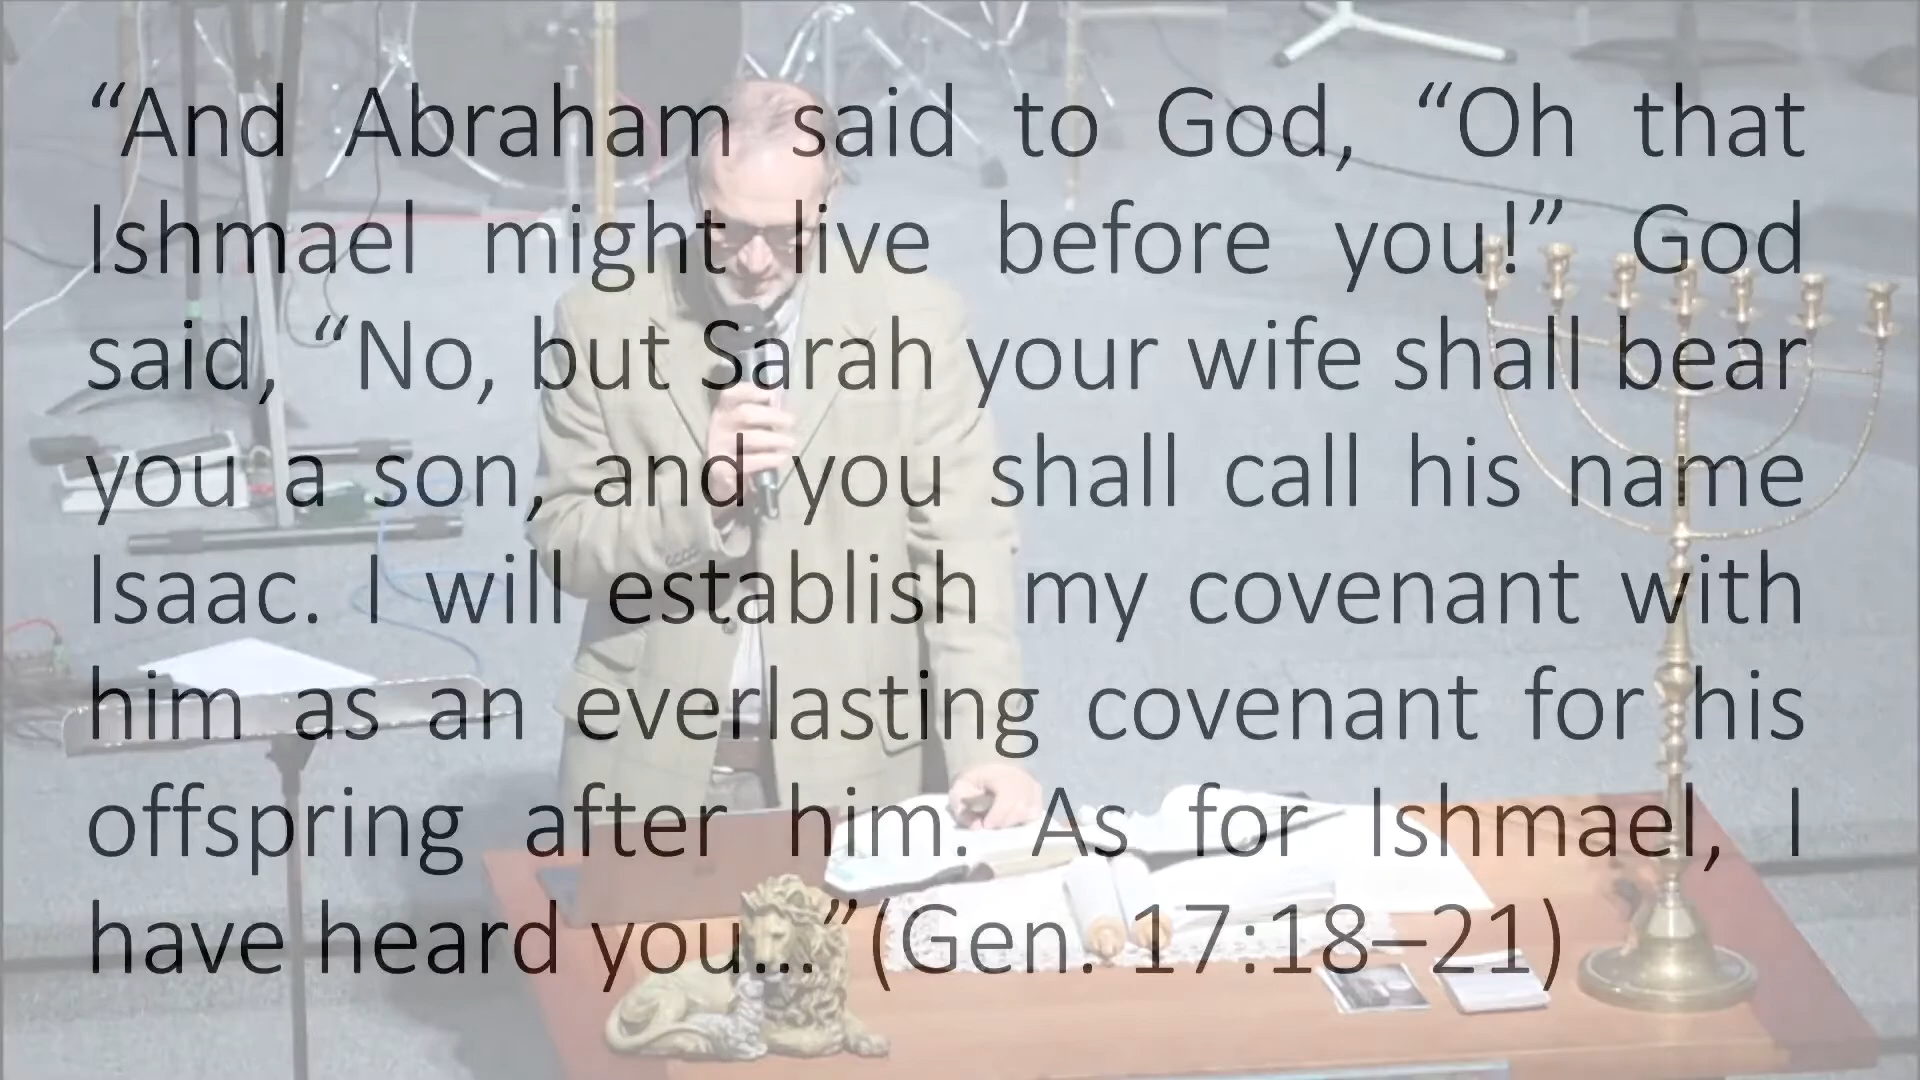 “And Abraham said to God, “Oh that
Ishmael might live before you!” God
said, “No, but Sarah your wife shall bear
you a son, and you shall call his name
Isaac. I will establish my covenant with
him as an everlasting covenant for his
offspring after him. As for Ishmael, I
have heard you…”(Gen. 17:18–21)